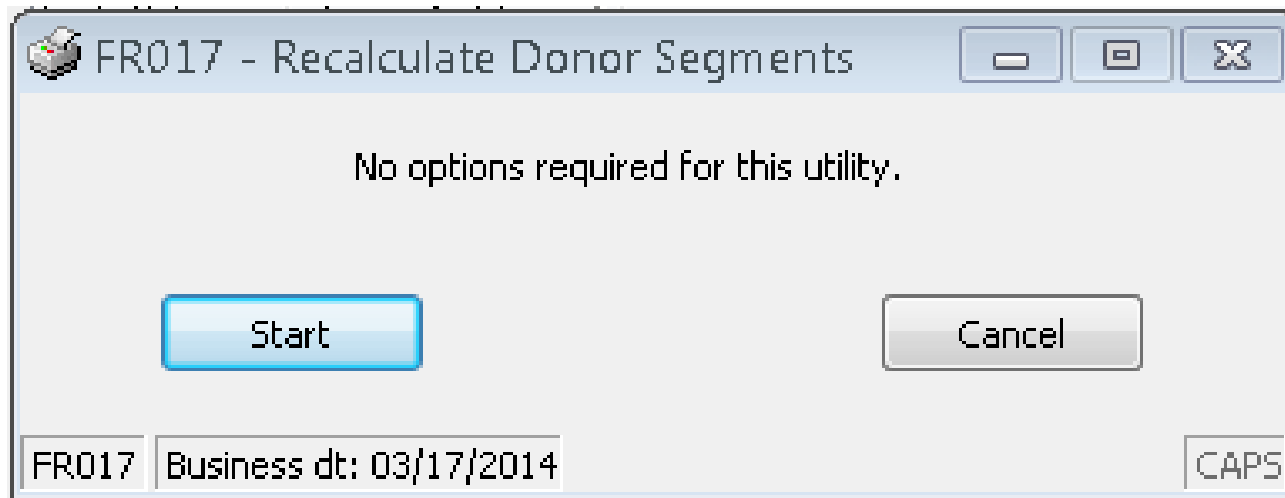 FR017 - Recalculate Donor Segments
No options required for this utility.
Start Cancel
FR017 Business dt: 03/17/2014 CAPS